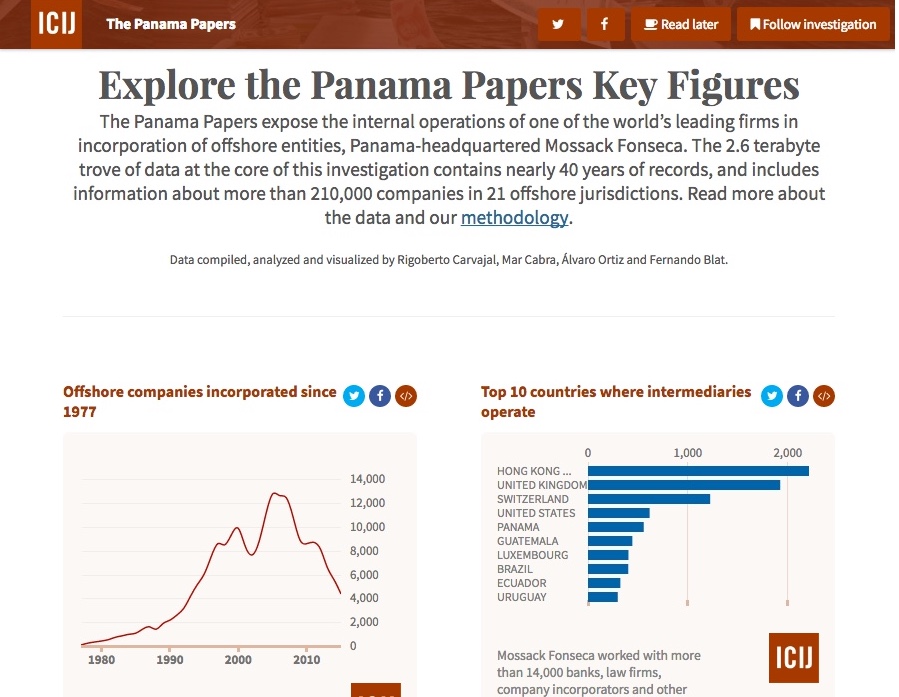 ICIJ
The Panama Papers
Read later
Follow investigation
Explore the Panama Papers Key Figures
The Panama Papers expose the internal operations of one of the world's leading firms in
incorporation of offshore entities, Panama-headquartered Mossack Fonseca. The 2.6 terabyte
trove of data at the core of this investigation contains nearly 40 years of records, and includes
information about more than 210,000 companies in 21 offshore jurisdictions. Read more about
the data and our methodology.
Data compiled, analyzed and visualized by Rigoberto Carvajal, Mar Cabra, Álvaro Ortiz and Fernando Blat.
Offshore companies incorporated since
1977
14,000
12,000
10,000
8,000
6,000
4,000
2,000
0
1980 1990 2000 2010
Top 10 countries where intermediaries
operate
0 1,000 2,000
HONG KONG ...
UNITED KINGDOM
SWITZERLAND
UNITED STATES
PANAMA
GUATEMALA
LUXEMBOURG
BRAZIL
ECUADOR
URUGUAY
Mossack Fonseca worked with more
than 14,000 banks, law firms,
company incorporators and other
ICIJ